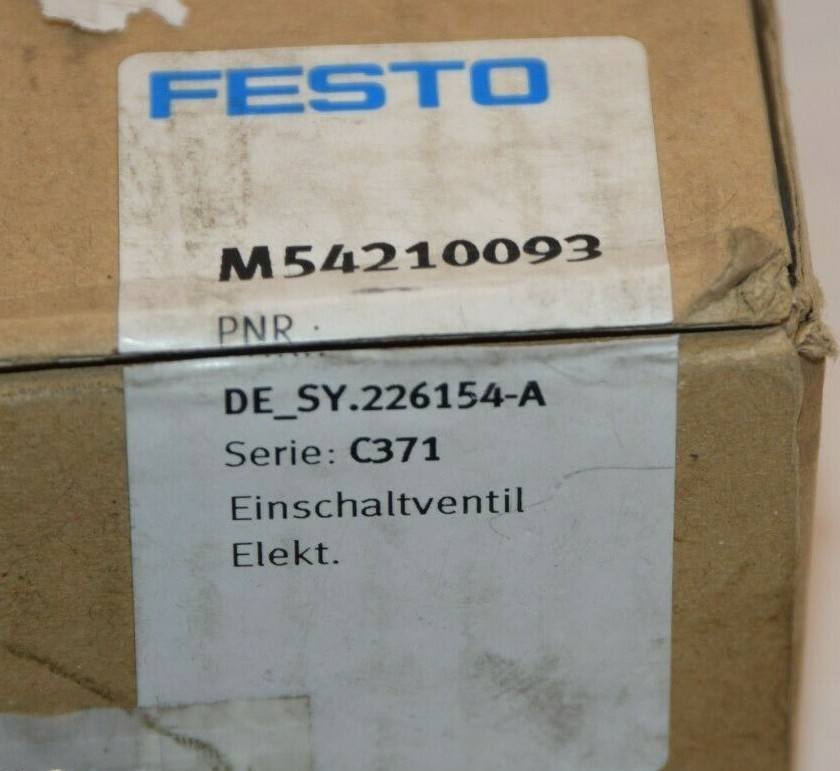 FESTO
M54210093
PNR :
DE_SY.226154-A
Serie: C371
Einschaltventil
Elekt.